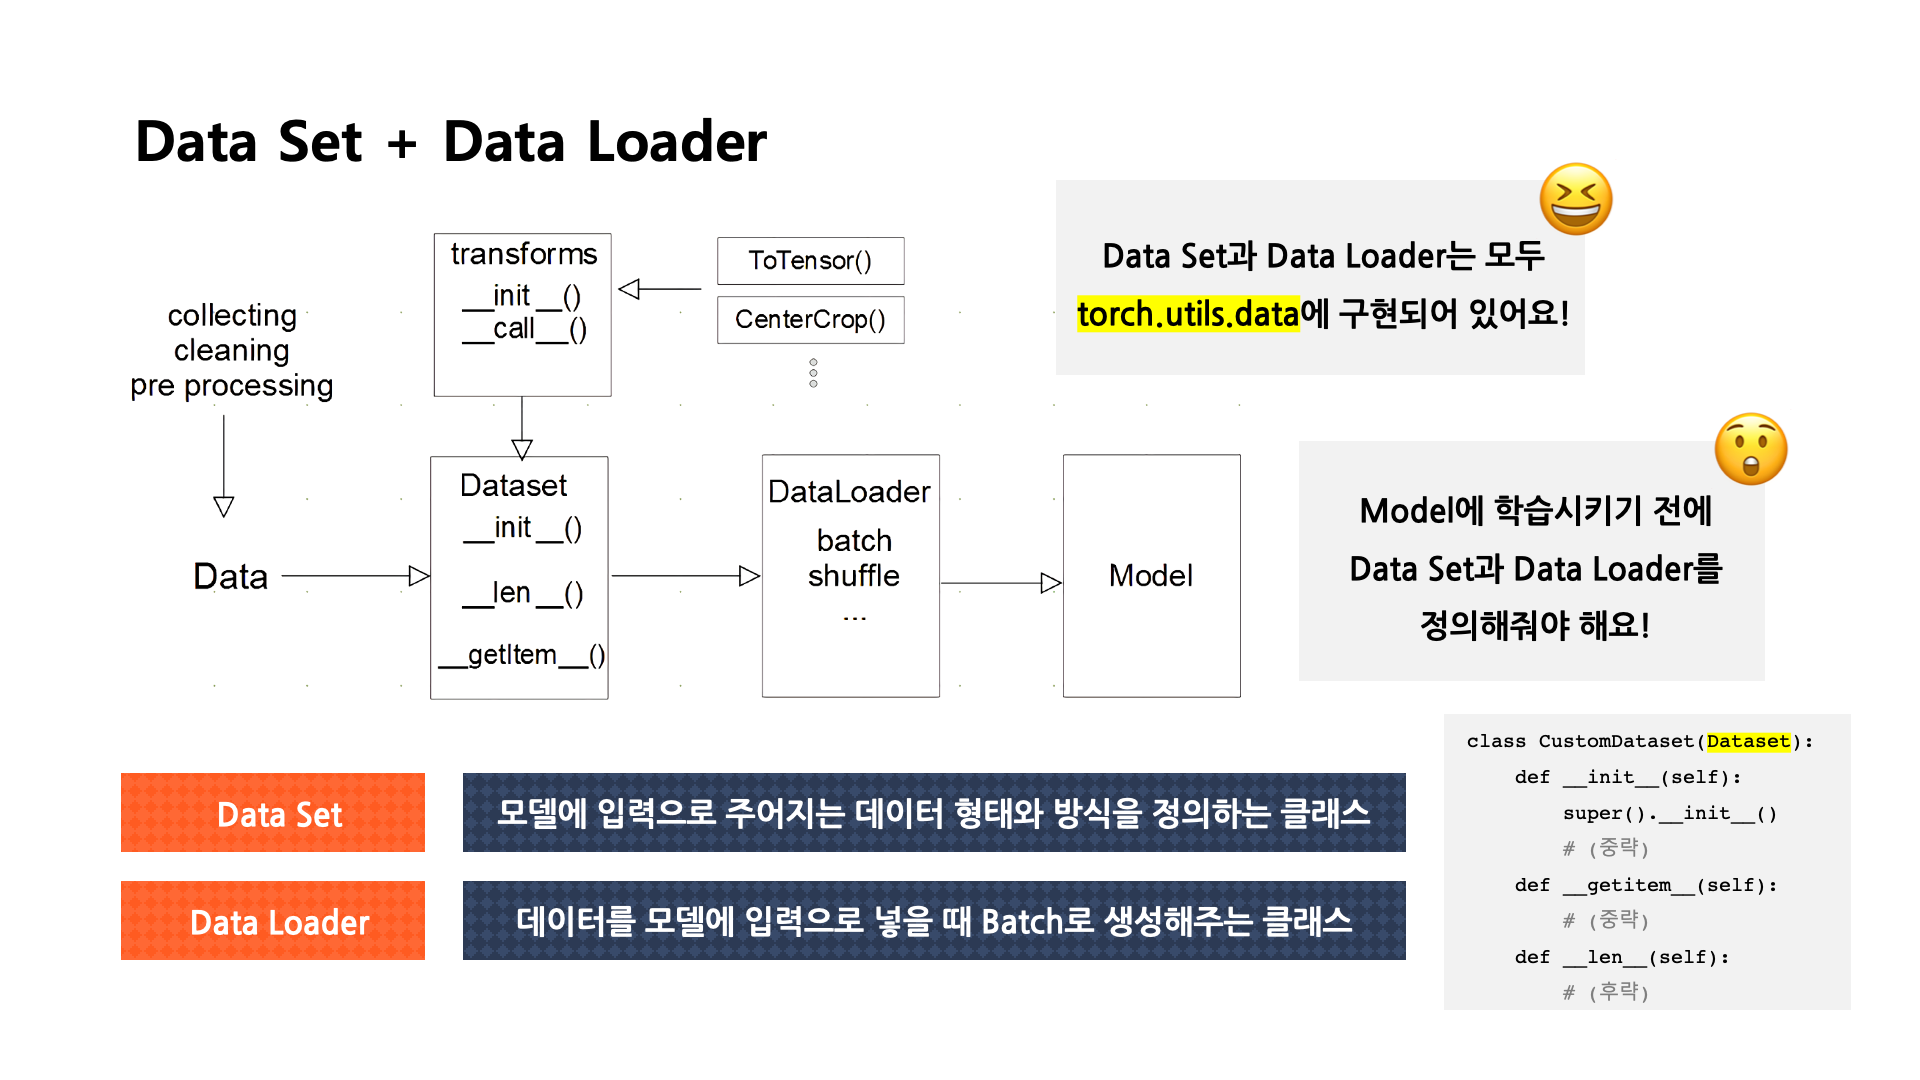 Data Set + Data Loader
collecting
cleaning
pre processing
Data
transforms
__init__()
__call__()
ToTensor()
CenterCrop()
Dataset
__init__()
__len__()
__getItem__()
DataLoader
batch
shuffle
...
Model
Data Set과 Data Loader는 모두
torch.utils.data에 구현되어 있어요!
Model에 학습시키기 전에
Data Set과 Data Loader를
정의해줘야 해요!
Data Set
모델에 입력으로 주어지는 데이터 형태와 방식을 정의하는 클래스
Data Loader
데이터를 모델에 입력으로 넣을 때 Batch로 생성해주는 클래스
class CustomDataset(Dataset):
    def __init__(self):
        super().__init__()
        # (중략)
    def __getitem__(self):
        # (중략)
    def __len__(self):
        # (후략)